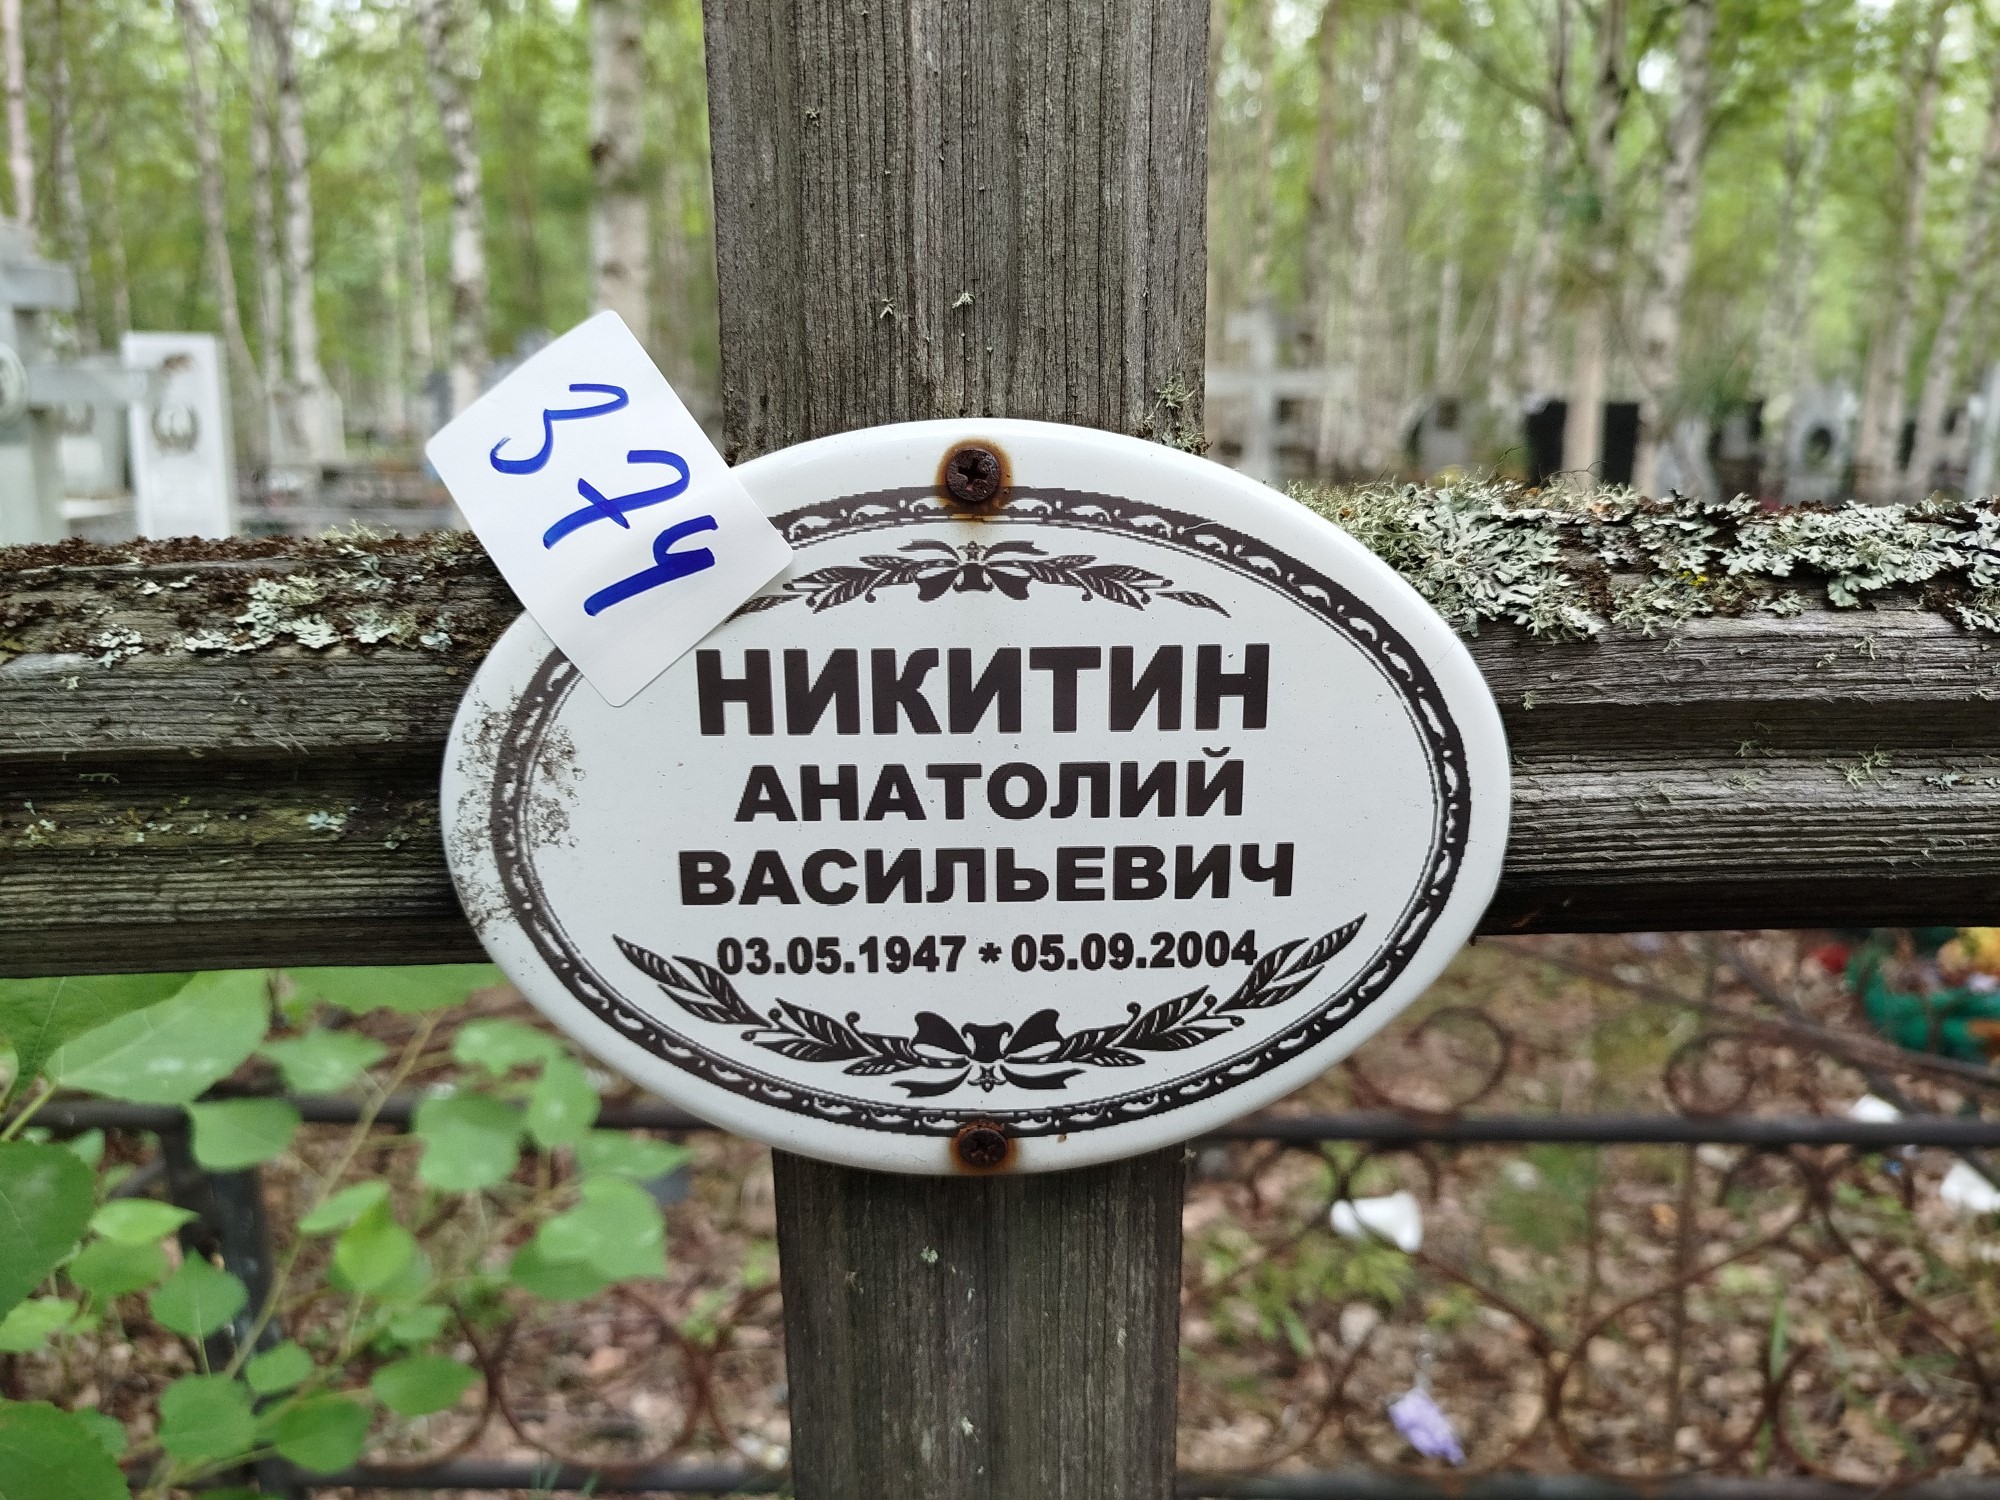 374
НИКИТИН
АНАТОЛИЙ
ВАСИЛЬЕВИЧ
03.05.1947 * 05.09.2004